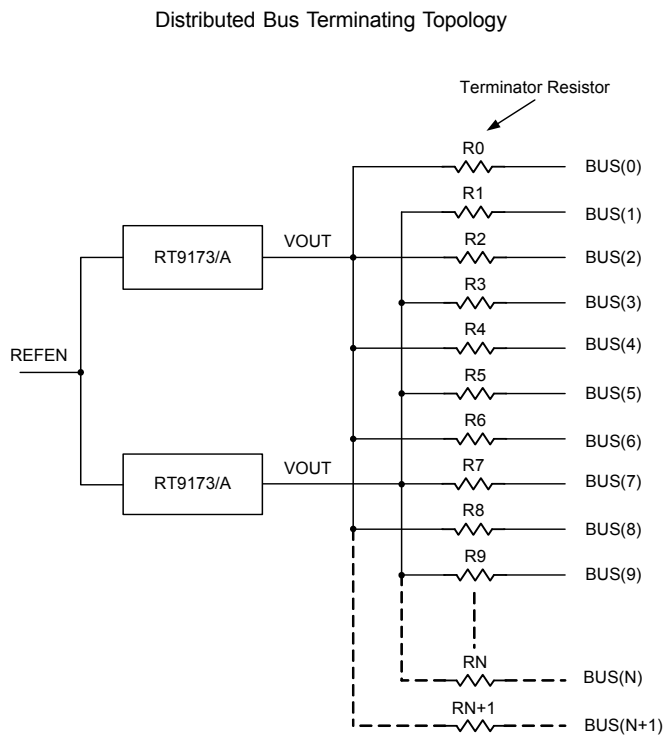 Distributed Bus Terminating Topology
Terminator Resistor
R0
BUS(0)
R1
BUS(1)
RT9173/A
VOUT
R2
BUS(2)
R3
BUS(3)
REFEN
R4
BUS(4)
R5
BUS(5)
R6
BUS(6)
RT9173/A
VOUT
R7
BUS(7)
R8
BUS(8)
R9
BUS(9)
RN
BUS(N)
RN+1
BUS(N+1)